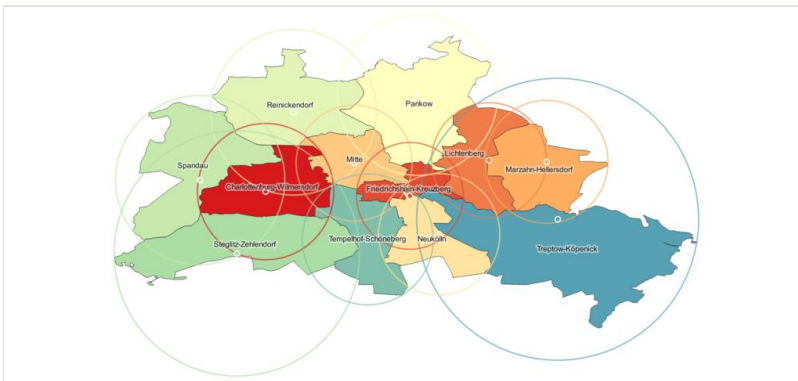 Reinickendorf
Pankow
Spandau
Mitte
Lichtenberg
Marzahn-Hellersdorf
Charlottenburg-Wilmersdorf
Friedrichshain-Kreuzberg
Steglitz-Zehlendorf
Tempelhof-Schöneberg
Neukölln
Treptow-Köpenick